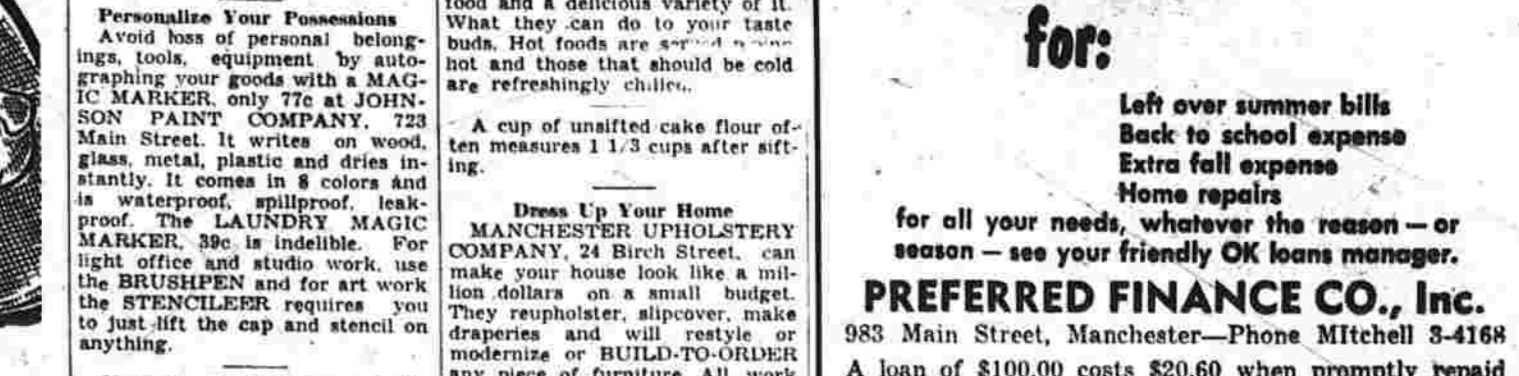 Personalize Your Possessions
Avoid loss of personal belong-
ings, tools, equipment by auto-
graphing your goods with a MAG-
IC MARKER, only 77c at JOHN-
SON PAINT COMPANY, 723
Main Street. It writes on wood,
glass, metal, plastic and dries in-
stantly. It comes in 8 colors and
is waterproof, spillproof, leak-
proof. The LAUNDRY MAGIC
MARKER, 39c is indelible. For
light office and studio work, use
the BRUSHPEN and for art work
the STENCILEER requires you
to just lift the cap and stencil on
anything.
food and a delicious variety of it.
What they can do to your taste
buds. Hot foods are
hot and those that should be cold
are refreshingly
A cup of unsifted cake flour of-
ten measures 1 1/3 cups after sift-
ing.
Dress Up Your Home
MANCHESTER UPHOLSTERY
COMPANY, 24 Birch Street, can
make your house look like a mil-
lion dollars on a small budget.
They reupholster, slipcover, make
draperies and will restyle or
modernize or BUILD-TO-ORDER
any piece of furniture. All work
for:
Left over summer bills
Back to school expense
Extra fall expense
Home repairs
for all your needs, whatever the reason — or
season — see your friendly OK loans manager.
PREFERRED FINANCE CO., Inc.
983 Main Street, Manchester—Phone MItchell 3-4168
A loan of $100.00 costs $20.60 when promptly repaid